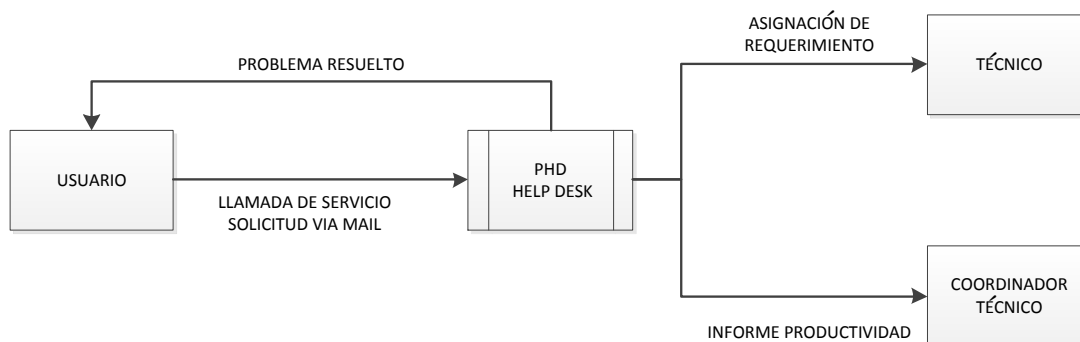 ASIGNACIÓN DE
REQUERIMIENTO
TÉCNICO
PROBLEMA RESUELTO
USUARIO
PHD
HELP DESK
LLAMADA DE SERVICIO
SOLICITUD VIA MAIL
COORDINADOR
TÉCNICO
INFORME PRODUCTIVIDAD